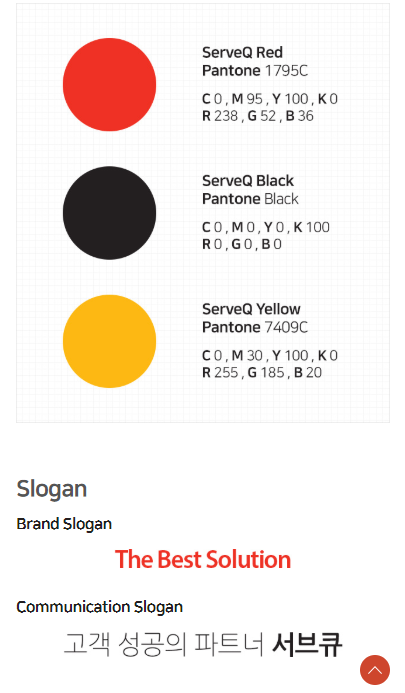 ServeQ Red
Pantone 1795C
C 0 , M 95 , Y 100 , K 0
R 238 , G 52 , B 36
ServeQ Black
Pantone Black
C 0 , M 0 , Y 0 , K 100
R 0 , G 0 , B 0
ServeQ Yellow
Pantone 7409C
C 0 , M 30 , Y 100 , K 0
R 255 , G 185 , B 20
Slogan
Brand Slogan
The Best Solution
Communication Slogan
고객 성공의 파트너 서브큐